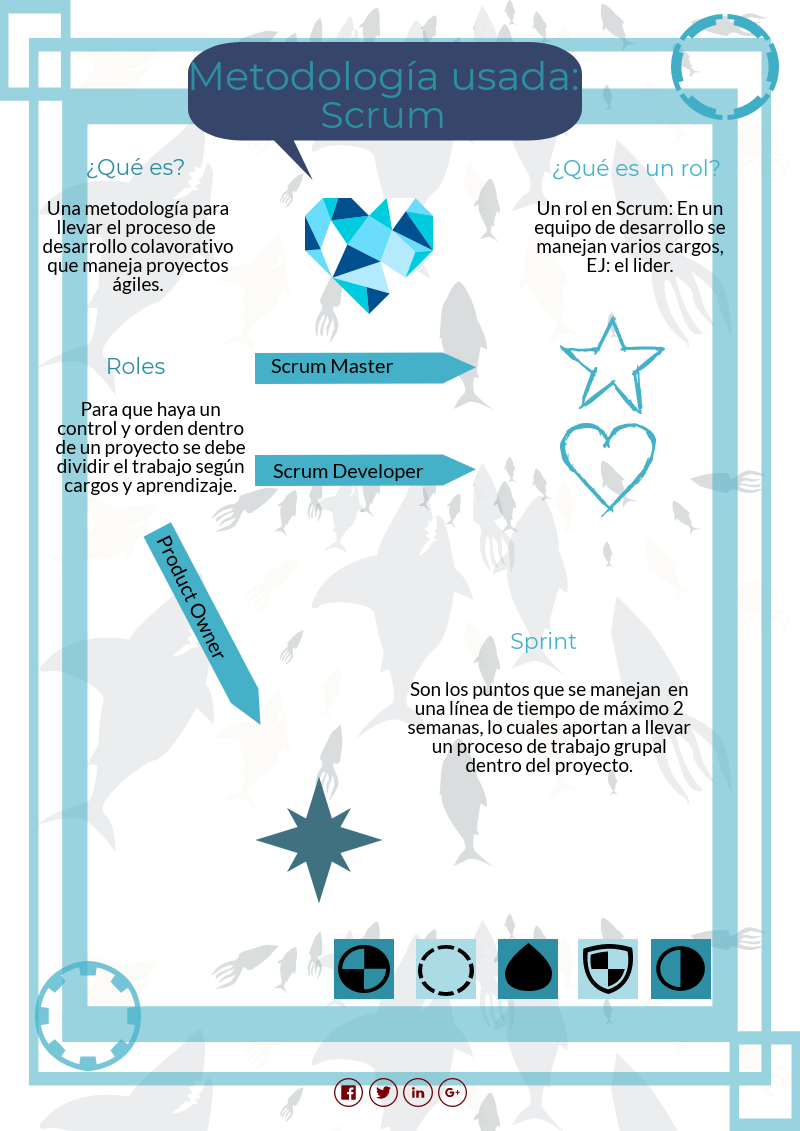 Metodología usada:
Scrum
¿Qué es?
Una metodología para
llevar el proceso de
desarrollo colavorativo
que maneja proyectos
ágiles.
¿Qué es un rol?
Un rol en Scrum: En un
equipo de desarrollo se
manejan varios cargos,
EJ: el lider.
Roles
Para que haya un
control y orden dentro
de un proyecto se debe
dividir el trabajo según
cargos y aprendizaje.
Scrum Master
Scrum Developer
Product Owner
Sprint
Son los puntos que se manejan  en
una línea de tiempo de máximo 2
semanas, lo cuales aportan a llevar
un proceso de trabajo grupal
dentro del proyecto.